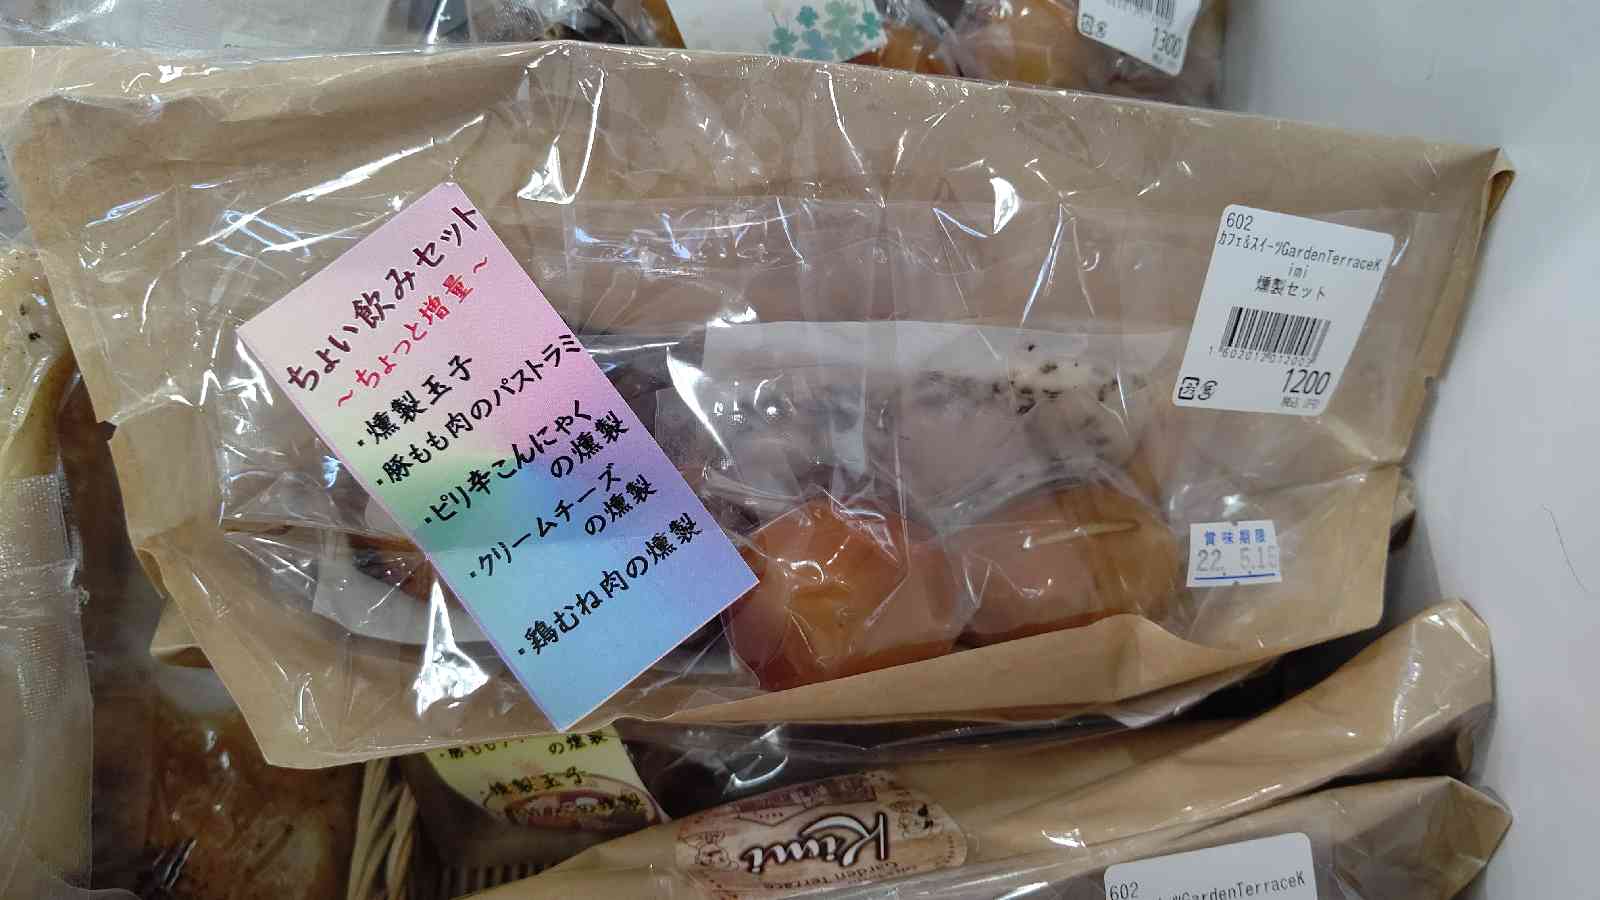 1300
ちょい飲みセット
～ちょっと増量～
・燻製玉子
・豚もも肉のパストラミ
・ピリ辛こんにゃく
の燻製
・クリームチーズ
の燻製
・鶏むね肉の燻製
602
カフェ&スイーツGardenTerraceK
imi
燻製セット
1200
賞味期限
22. 5.15
の燻製
・燻製玉子
Kimi
Garden Terrace
602
GardenTerraceK